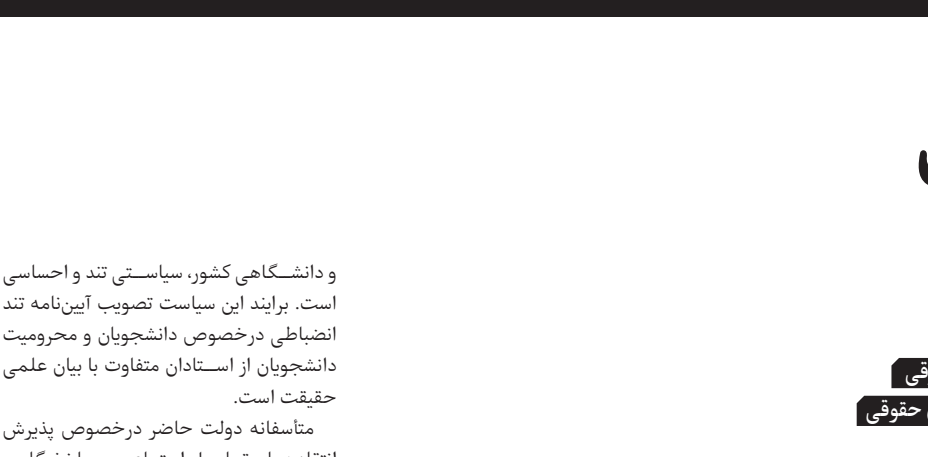 حقوقی
و دانشگاهی کشور، سیاستی تند و احساسی
است. برایند این سیاست تصویب آیین‌نامه تند
انضباطی درخصوص دانشجویان و محرومیت
دانشجویان از استادان متفاوت با بیان علمی
حقیقت است.
متأسفانه دولت حاضر درخصوص پذیرش